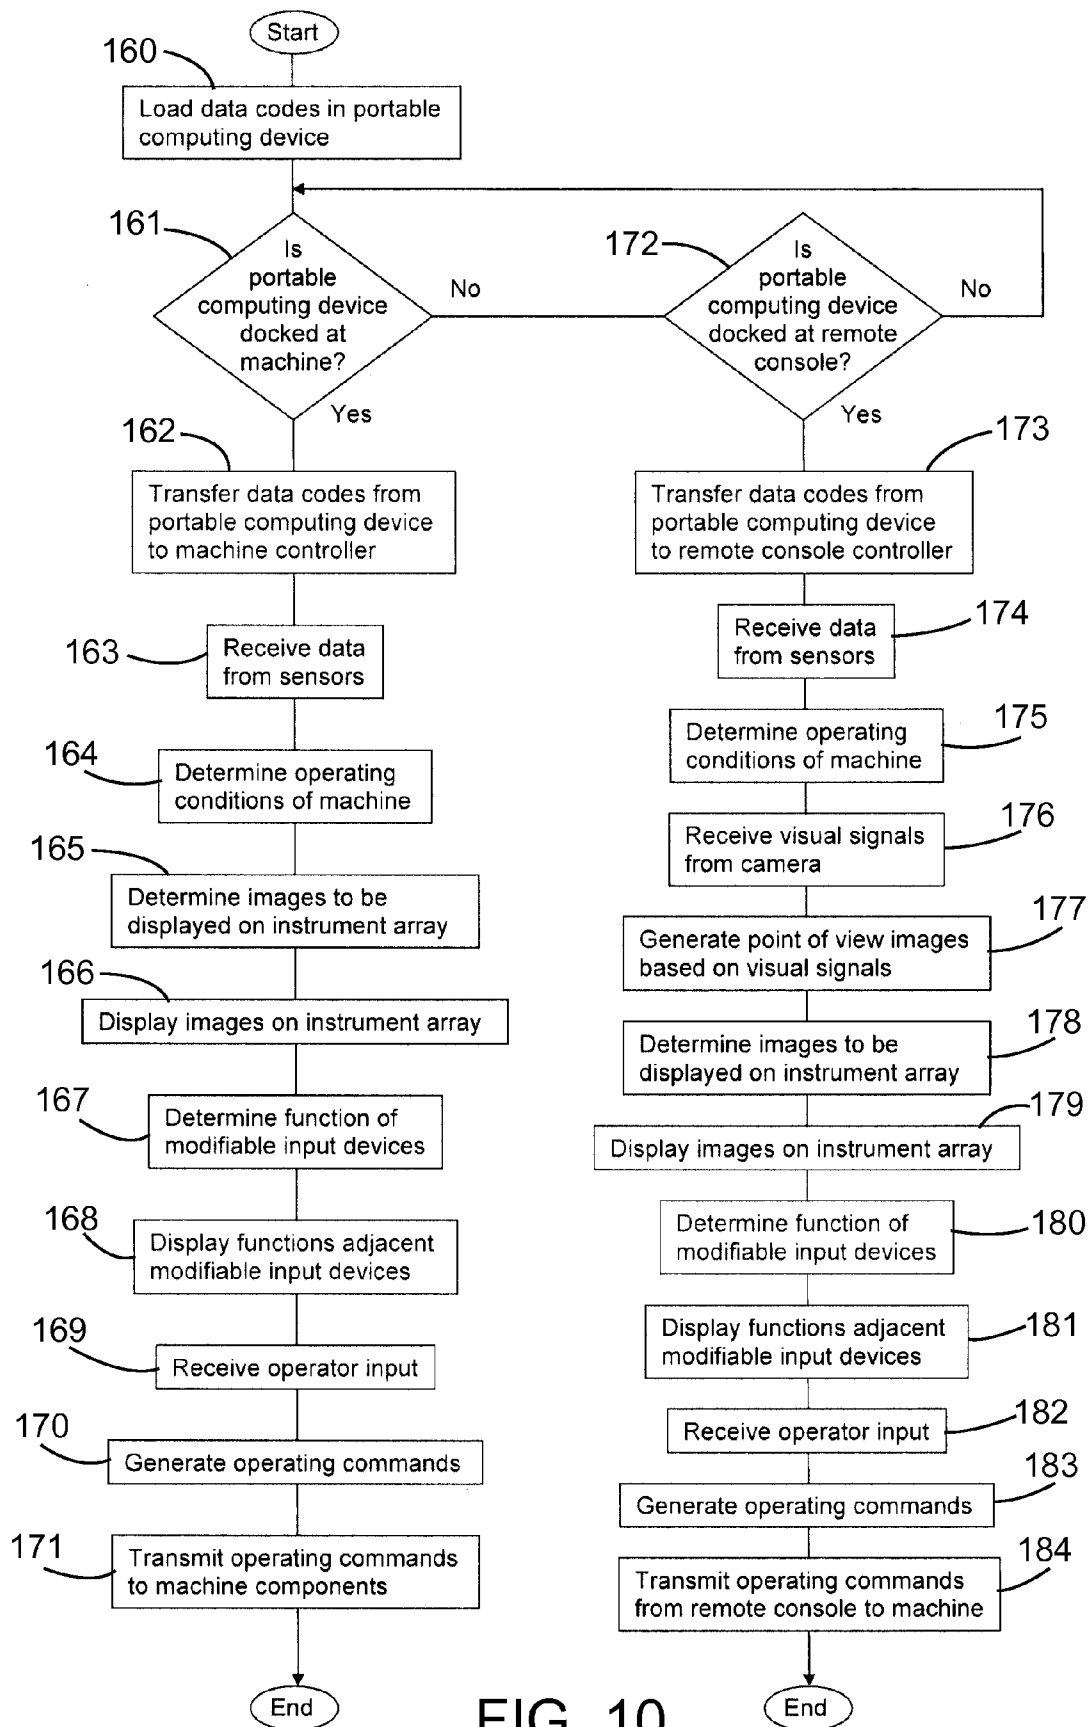 Start
160
Load data codes in portable
computing device
161
Is
portable
computing device
docked at
machine?
No
Yes
172
Is
portable
computing device
docked at remote
console?
No
Yes
162
Transfer data codes from
portable computing device
to machine controller
163
Receive data
from sensors
164
Determine operating
conditions of machine
165
Determine images to be
displayed on instrument array
166
Display images on instrument array
167
Determine function of
modifiable input devices
168
Display functions adjacent
modifiable input devices
169
Receive operator input
170
Generate operating commands
171
Transmit operating commands
to machine components
End
173
Transfer data codes from
portable computing device
to remote console controller
174
Receive data
from sensors
175
Determine operating
conditions of machine
176
Receive visual signals
from camera
177
Generate point of view images
based on visual signals
178
Determine images to be
displayed on instrument array
179
Display images on instrument array
180
Determine function of
modifiable input devices
181
Display functions adjacent
modifiable input devices
182
Receive operator input
183
Generate operating commands
184
Transmit operating commands
from remote console to machine
End
FIG. 10